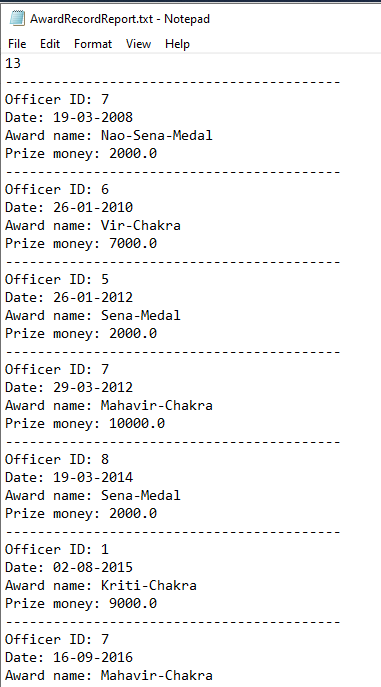 AwardRecordReport.txt - Notepad
File Edit Format View Help
13
------------------------------------------
Officer ID: 7
Date: 19-03-2008
Award name: Nao-Sena-Medal
Prize money: 2000.0
------------------------------------------
Officer ID: 6
Date: 26-01-2010
Award name: Vir-Chakra
Prize money: 7000.0
------------------------------------------
Officer ID: 5
Date: 26-01-2012
Award name: Sena-Medal
Prize money: 2000.0
------------------------------------------
Officer ID: 7
Date: 29-03-2012
Award name: Mahavir-Chakra
Prize money: 10000.0
------------------------------------------
Officer ID: 8
Date: 19-03-2014
Award name: Sena-Medal
Prize money: 2000.0
------------------------------------------
Officer ID: 1
Date: 02-08-2015
Award name: Kriti-Chakra
Prize money: 9000.0
------------------------------------------
Officer ID: 7
Date: 16-09-2016
Award name: Mahavir-Chakra